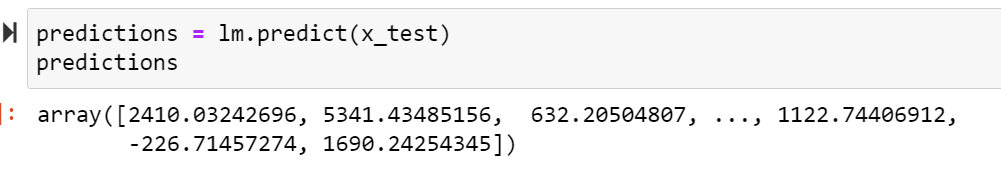 predictions = lm.predict(x_test)
predictions
]: array([2410.03242696, 5341.43485156,  632.20504807, ..., 1122.74406912,
-226.71457274, 1690.24254345])